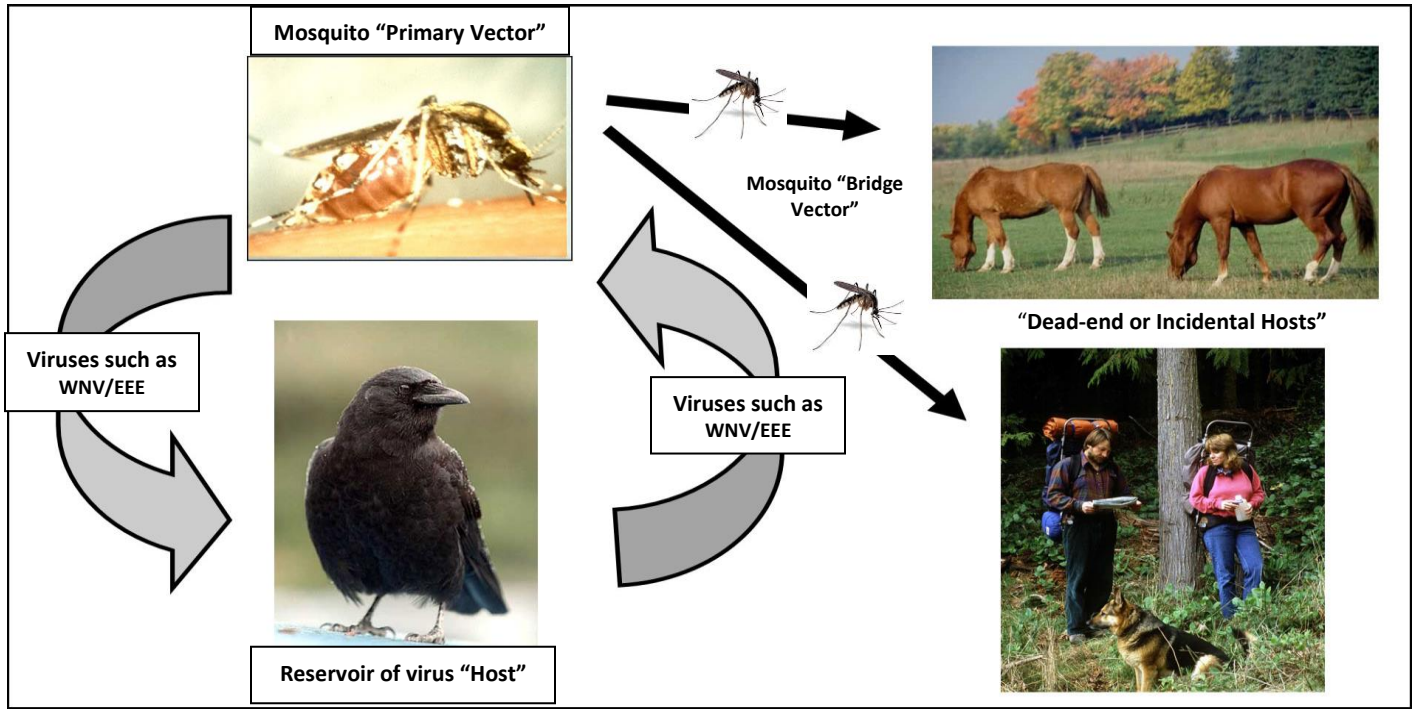 Mosquito “Primary Vector”
Mosquito “Bridge
Vector”
“Dead-end or Incidental Hosts”
Viruses such as
WNV/EEE
Viruses such as
WNV/EEE
Reservoir of virus “Host”